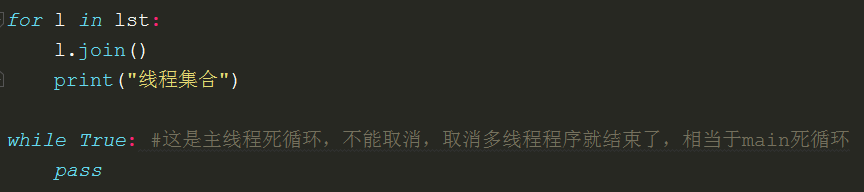 for l in lst:
    l.join()
    print("线程集合")
while True: #这是主线程死循环，不能取消，取消多线程程序就结束了，相当于main死循环
    pass